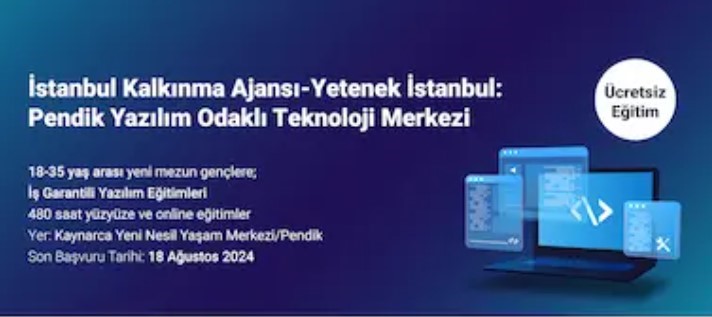 İstanbul Kalkınma Ajansı-Yetenek İstanbul:
Pendik Yazılım Odaklı Teknoloji Merkezi
Ücretsiz
Eğitim
18-35 yaş arası yeni mezun gençlere;
İş Garantili Yazılım Eğitimleri
480 saat yüzyüze ve online eğitimler
Yer: Kaynarca Yeni Nesil Yaşam Merkezi/Pendik
Son Başvuru Tarihi: 18 Ağustos 2024